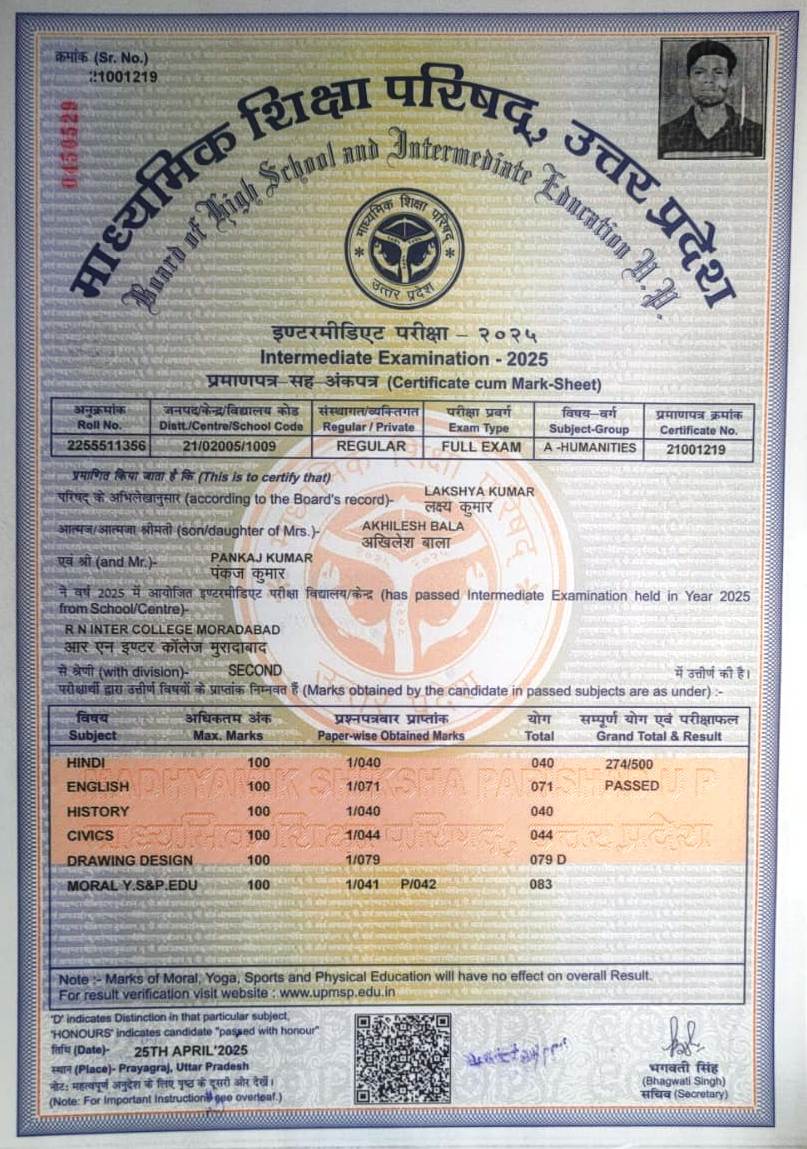 क्रमांक (Sr. No.)
21001219
0450529
माध्यमिक शिक्षा परिषद्, उत्तर प्रदेश
Board of High School and Intermediate Education U.P.
माध्यमिक शिक्षा परिषद्
उत्तर प्रदेश
इण्टरमीडिएट परीक्षा – २०२५
Intermediate Examination - 2025
प्रमाणपत्र–सह–अंकपत्र (Certificate cum Mark-Sheet)
अनुक्रमांक जनपद/केन्द्र/विद्यालय कोड संस्थागत/व्यक्तिगत परीक्षा प्रवर्ग विषय–वर्ग प्रमाणपत्र क्रमांक
Roll No. Distt./Centre/School Code Regular / Private Exam Type Subject-Group Certificate No.
2255511356 21/02005/1009 REGULAR FULL EXAM A -HUMANITIES 21001219
प्रमाणित किया जाता है कि (This is to certify that)
परिषद् के अभिलेखानुसार (according to the Board's record)- LAKSHYA KUMAR
लक्ष्य कुमार
आत्मज/आत्मजा श्रीमती (son/daughter of Mrs.)- AKHILESH BALA
अखिलेश बाला
एवं श्री (and Mr.)- PANKAJ KUMAR
पंकज कुमार
ने वर्ष 2025 में आयोजित इण्टरमीडिएट परीक्षा विद्यालय/केन्द्र (has passed Intermediate Examination held in Year 2025
from School/Centre)-
R N INTER COLLEGE MORADABAD
आर एन इण्टर कॉलेज मुरादाबाद
से श्रेणी (with division)- SECOND में उत्तीर्ण की है।
परीक्षार्थी द्वारा उत्तीर्ण विषयों के प्राप्तांक निम्नवत हैं (Marks obtained by the candidate in passed subjects are as under) :-
विषय अधिकतम अंक प्रश्नपत्रवार प्राप्तांक योग सम्पूर्ण योग एवं परीक्षाफल
Subject Max. Marks Paper-wise Obtained Marks Total Grand Total & Result
HINDI 100 1/040 040 274/500
ENGLISH 100 1/071 071 PASSED
HISTORY 100 1/040 040
CIVICS 100 1/044 044
DRAWING DESIGN 100 1/079 079 D
MORAL Y.S&P.EDU 100 1/041 P/042 083
Note :- Marks of Moral, Yoga, Sports and Physical Education will have no effect on overall Result.
For result verification visit website : www.upmsp.edu.in
'D' indicates Distinction in that particular subject,
'HONOURS' indicates candidate "passed with honour"
तिथि (Date)- 25TH APRIL'2025
स्थान (Place)- Prayagraj, Uttar Pradesh
नोट: महत्वपूर्ण अनुदेश के लिए पृष्ठ के दूसरी ओर देखें।
(Note: For Important Instruction see overleaf.)
भगवती सिंह
(Bhagwati Singh)
सचिव (Secretary)